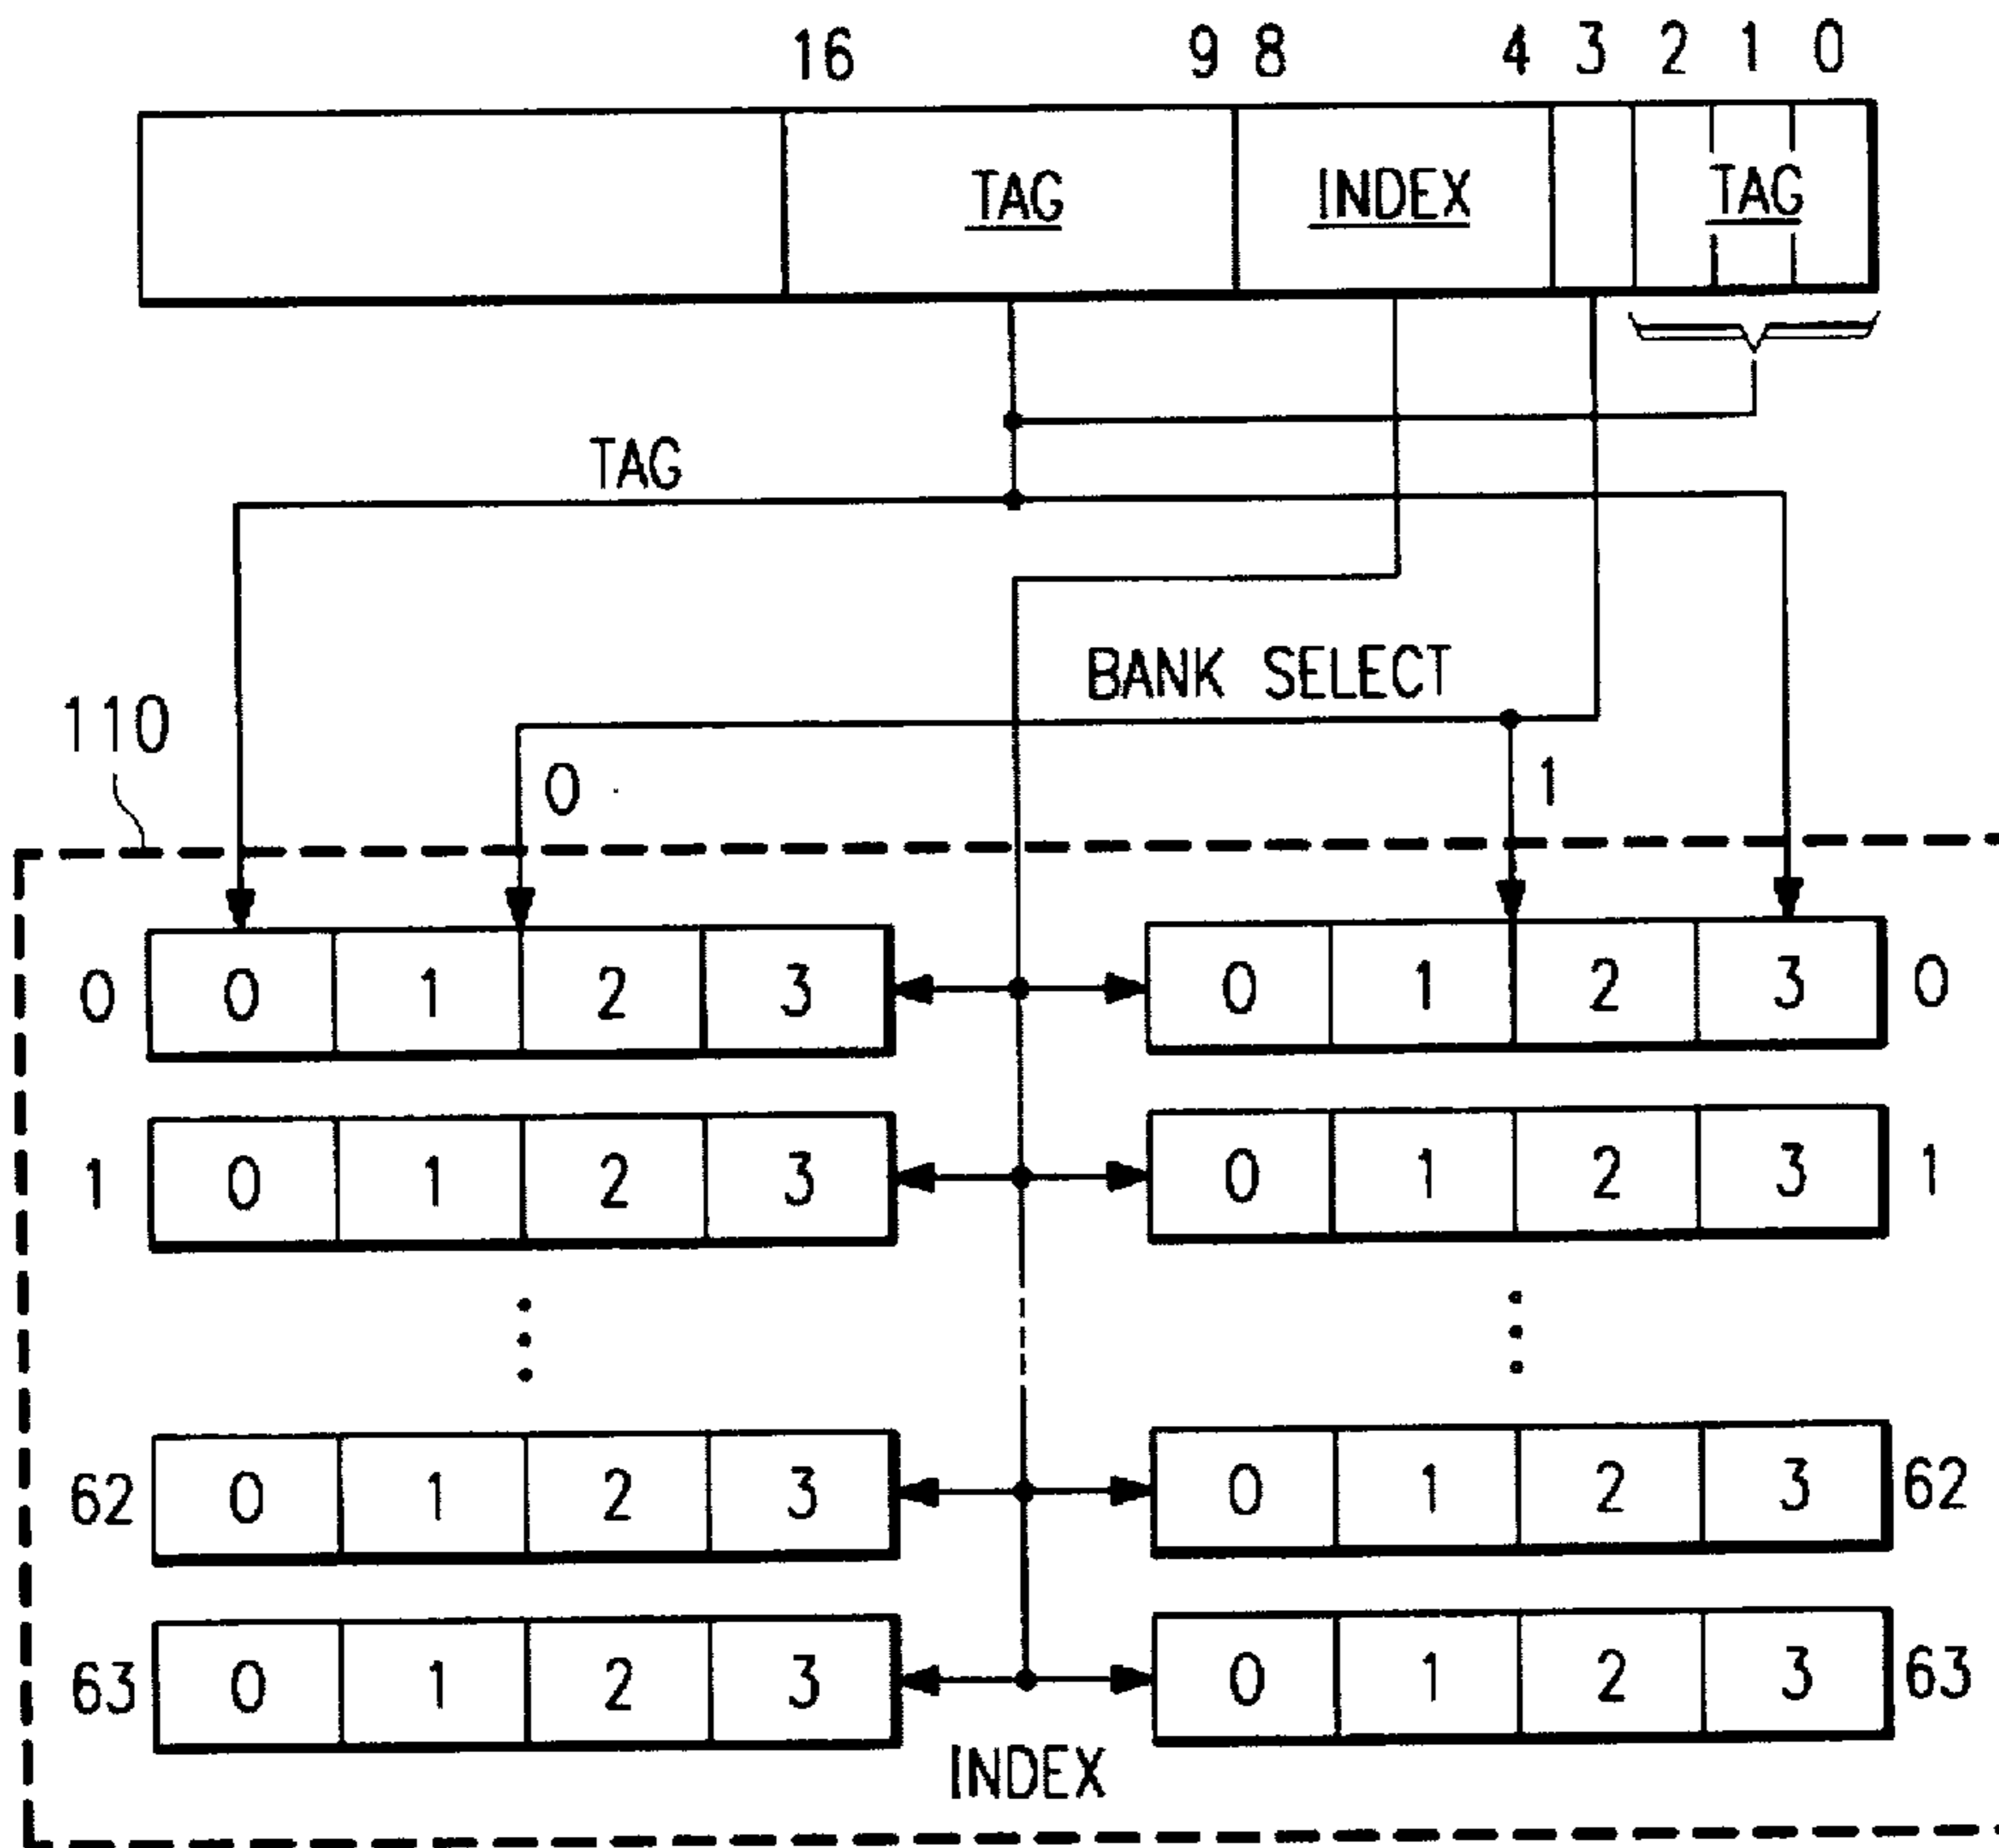 16 9 8 4 3 2 1 0
TAG INDEX TAG
TAG
BANK SELECT
110
0 1
0 0 1 2 3 0 1 2 3 0
1 0 1 2 3 0 1 2 3 1
62 0 1 2 3 0 1 2 3 62
63 0 1 2 3 0 1 2 3 63
INDEX